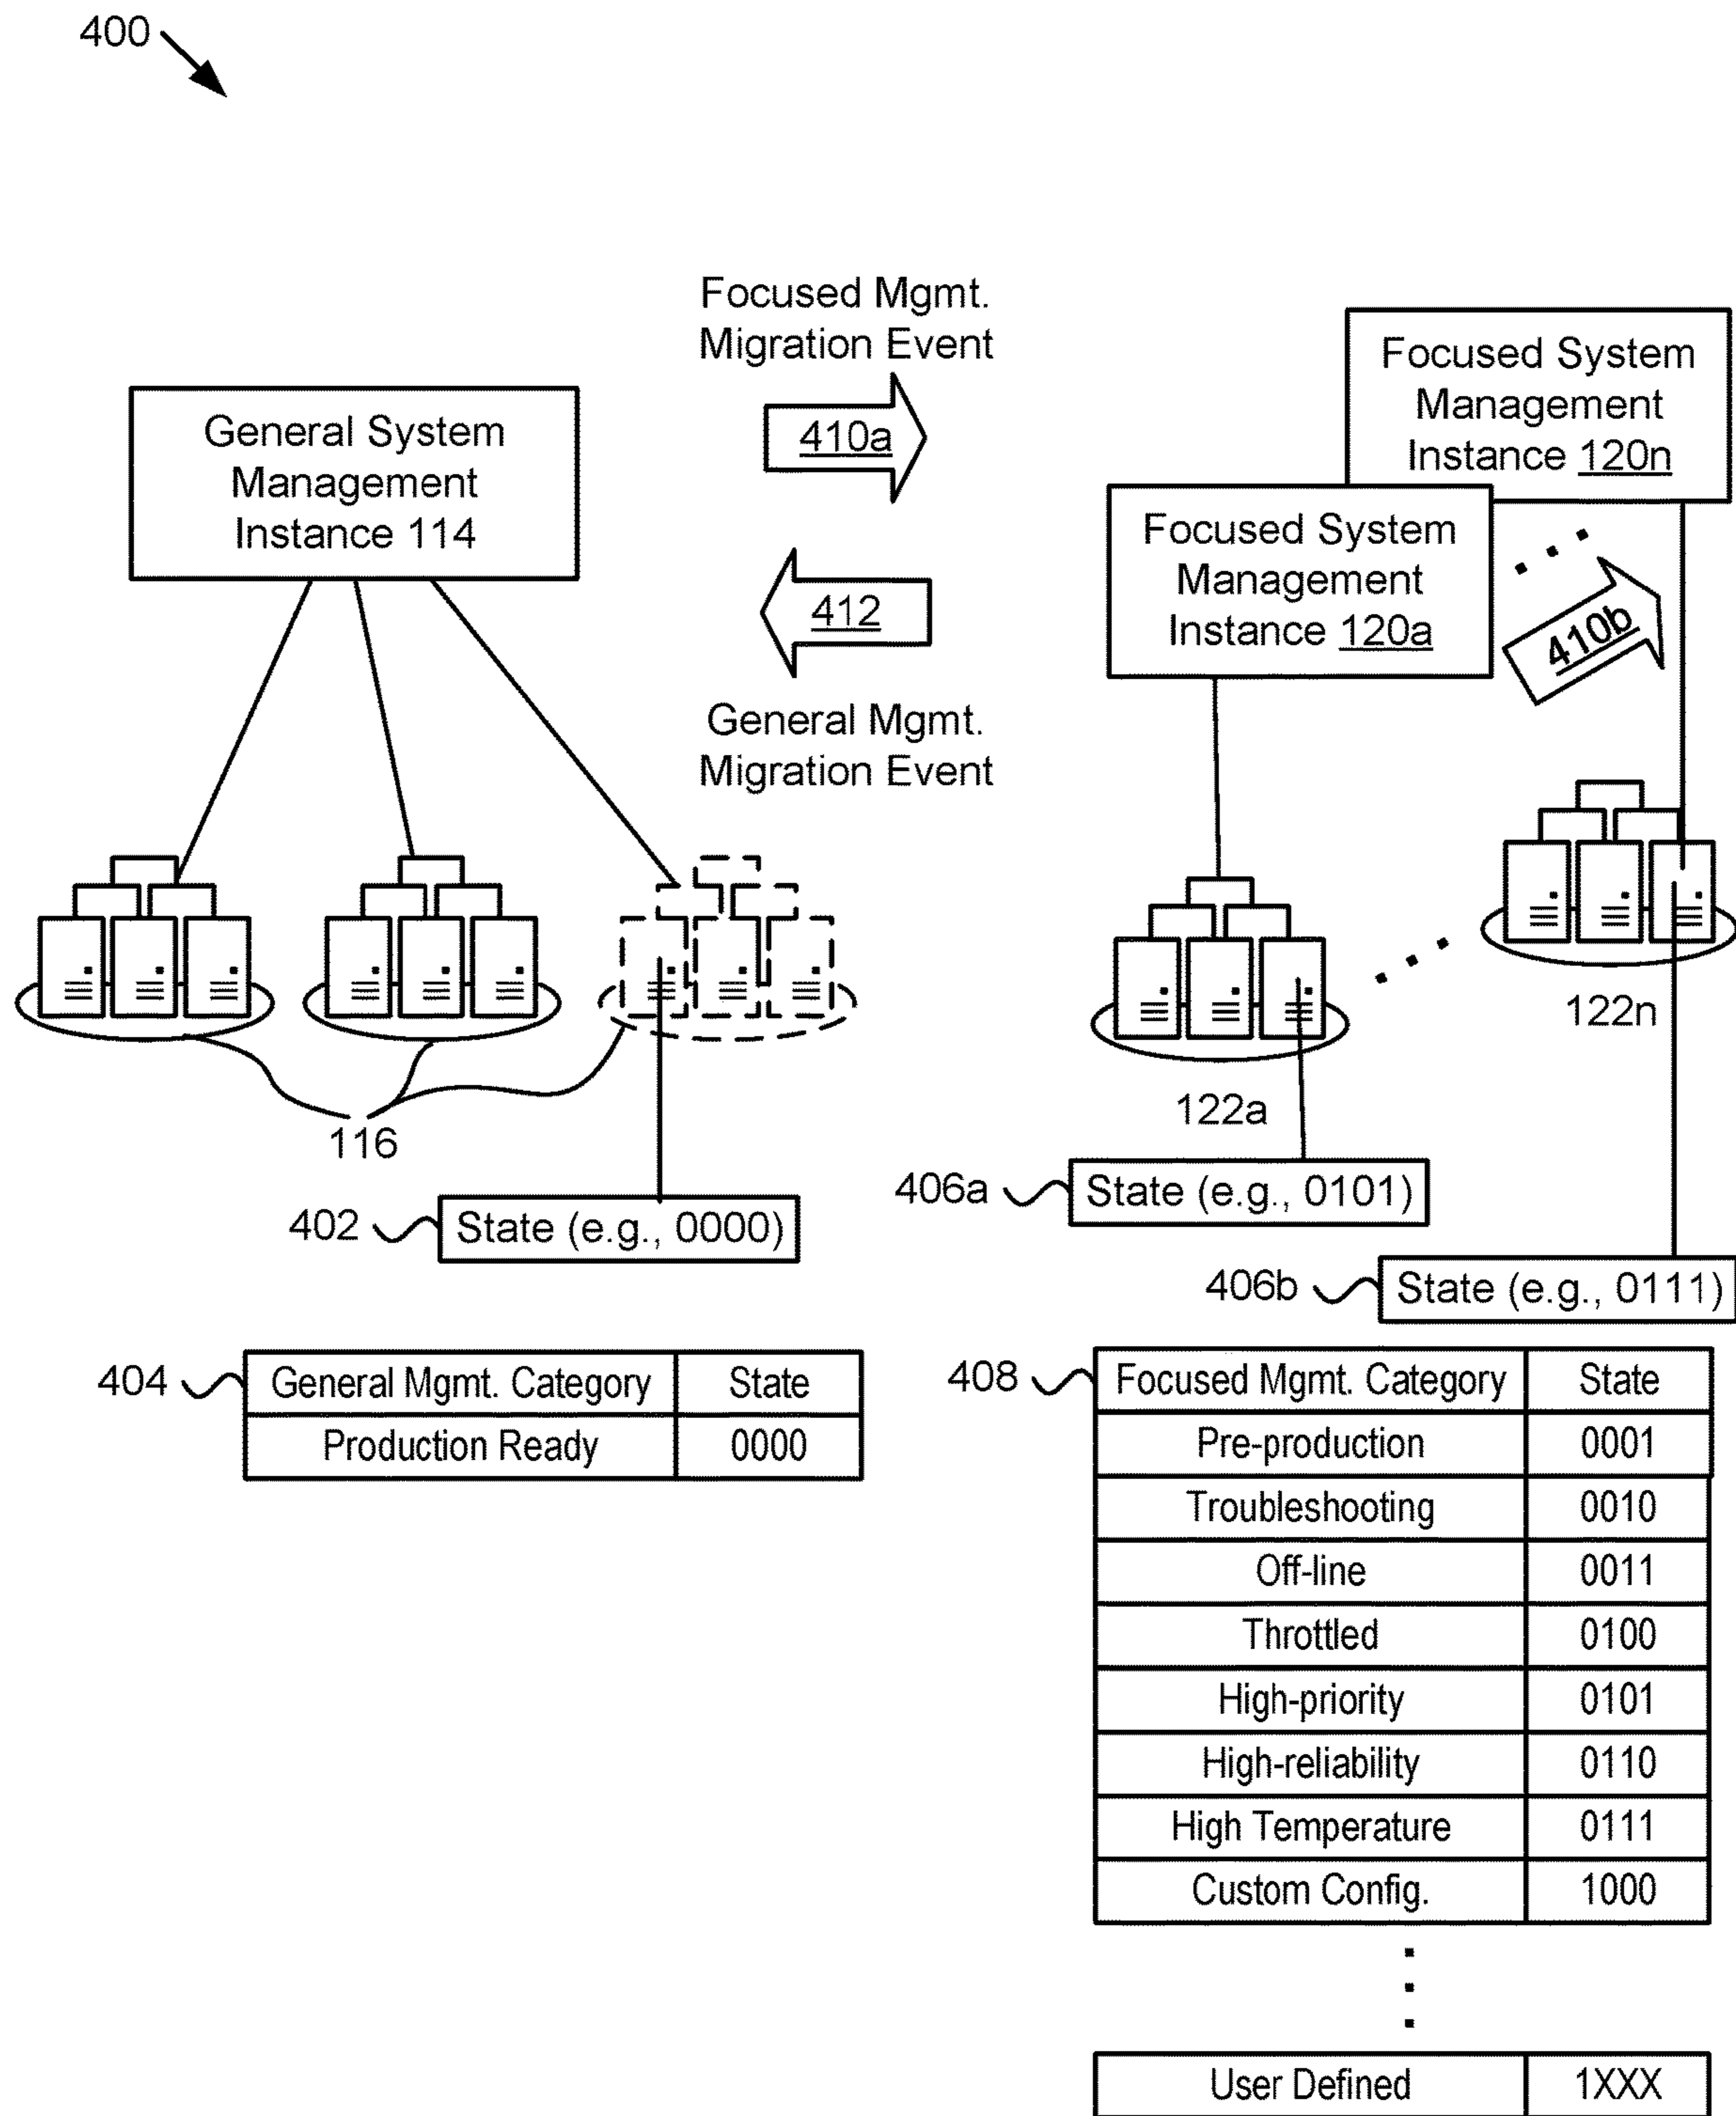 400
Focused Mgmt.
Migration Event
410a
General System
Management
Instance 114
412
General Mgmt.
Migration Event
Focused System
Management
Instance 120n
Focused System
Management
Instance 120a
410b
116
122a
122n
402
State (e.g., 0000)
406a
State (e.g., 0101)
406b
State (e.g., 0111)
404
General Mgmt. Category State
Production Ready 0000
408
Focused Mgmt. Category State
Pre-production 0001
Troubleshooting 0010
Off-line 0011
Throttled 0100
High-priority 0101
High-reliability 0110
High Temperature 0111
Custom Config. 1000
User Defined 1XXX